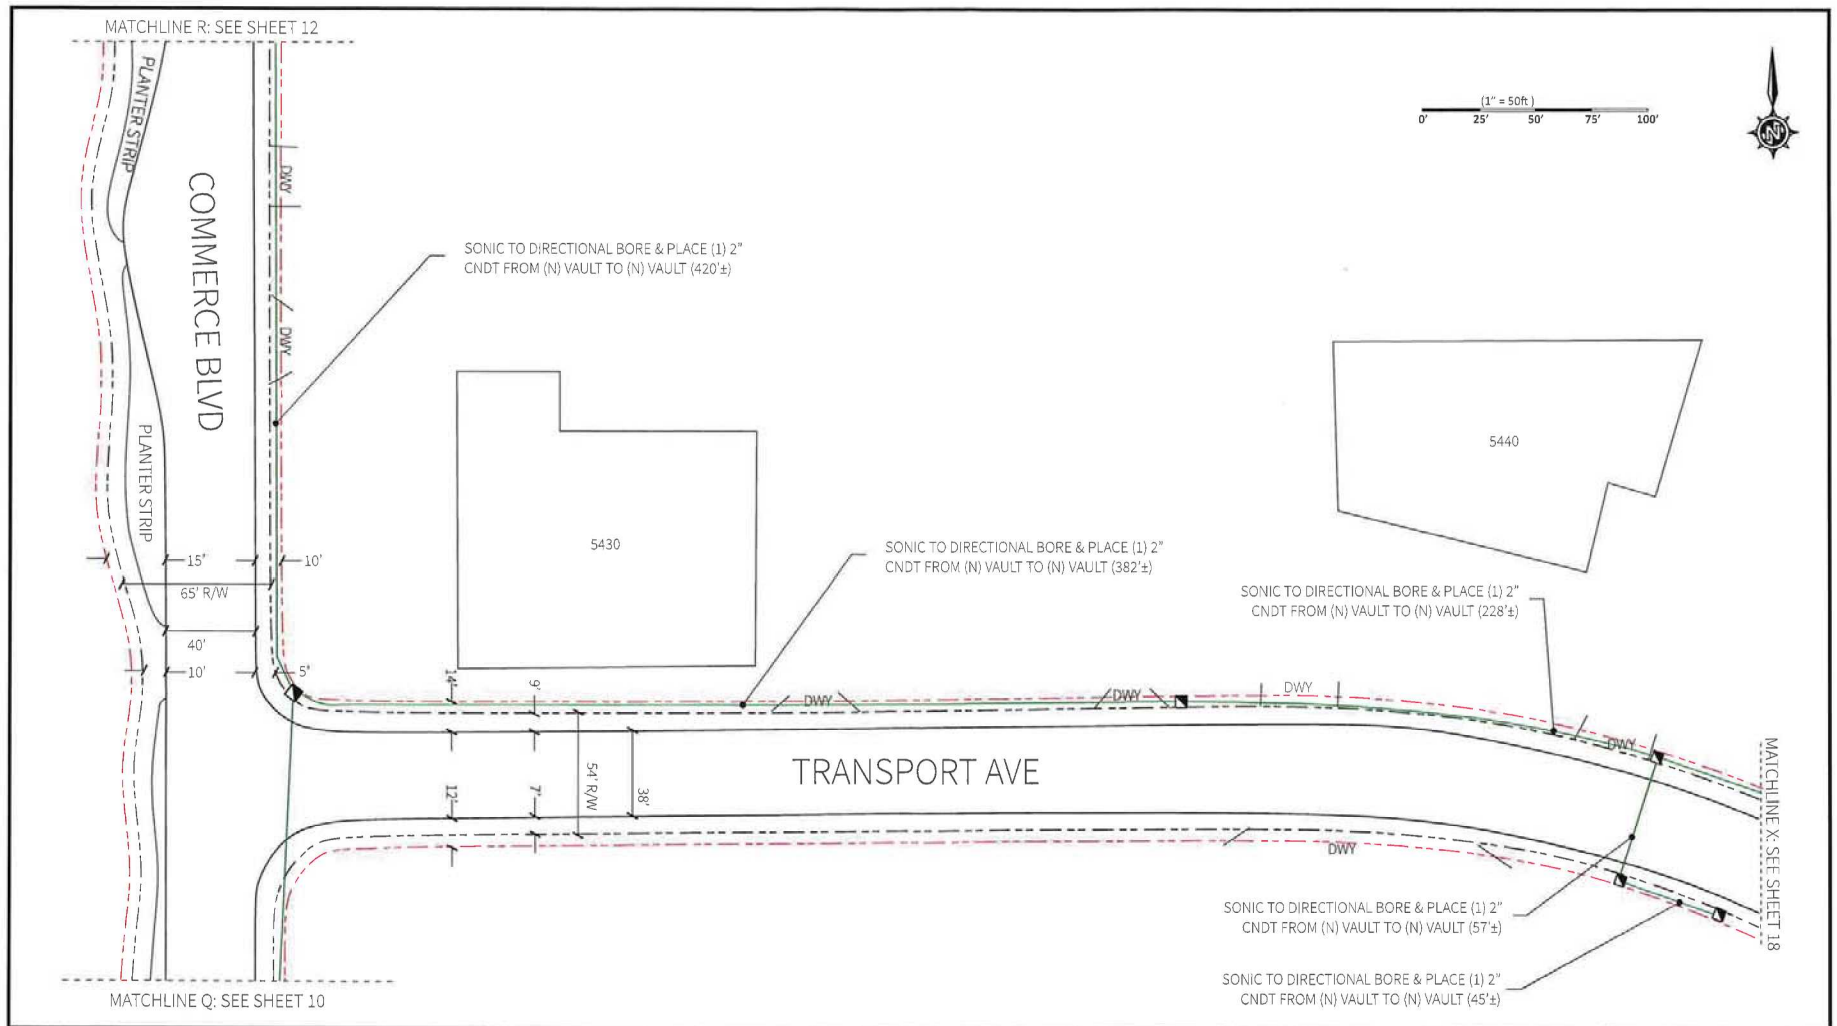 MATCHLINE R: SEE SHEET 12
PLANTER STRIP
COMMERCE BLVD
DWY
DWY
(1" = 50ft )
0' 25' 50' 75' 100'
N
SONIC TO DIRECTIONAL BORE & PLACE (1) 2"
CNDT FROM (N) VAULT TO (N) VAULT (420'±)
PLANTER STRIP
5430
5440
15'
10'
65' R/W
40'
10'
5'
SONIC TO DIRECTIONAL BORE & PLACE (1) 2"
CNDT FROM (N) VAULT TO (N) VAULT (382'±)
SONIC TO DIRECTIONAL BORE & PLACE (1) 2"
CNDT FROM (N) VAULT TO (N) VAULT (228'±)
14'
9'
DWY
DWY
DWY
DWY
12'
7'
54' R/W
38'
TRANSPORT AVE
DWY
MATCHLINE X: SEE SHEET 18
SONIC TO DIRECTIONAL BORE & PLACE (1) 2"
CNDT FROM (N) VAULT TO (N) VAULT (57'±)
SONIC TO DIRECTIONAL BORE & PLACE (1) 2"
CNDT FROM (N) VAULT TO (N) VAULT (45'±)
MATCHLINE Q: SEE SHEET 10